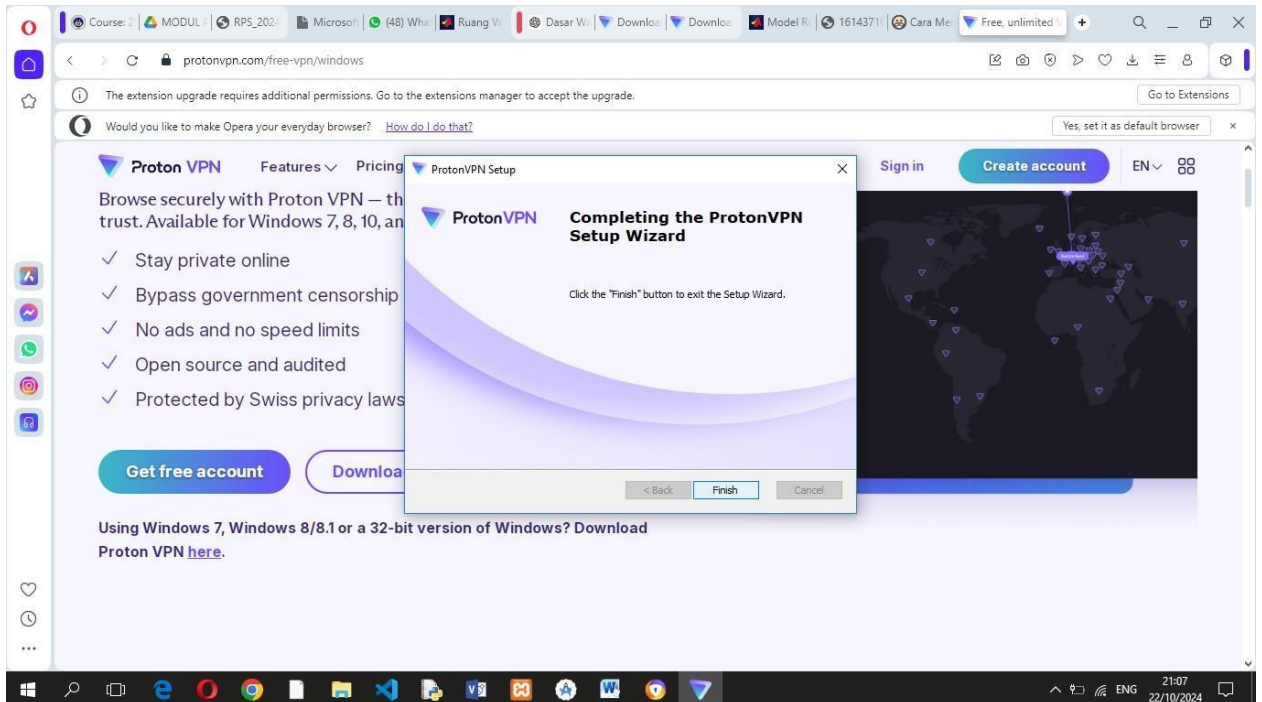 Course: 2
MODUL
RPS_2024
Microsof
(48) Wha
Ruang W
Dasar W
Downloa
Downloa
Model R
1614371
Cara Me
Free, unlimited
protonvpn.com/free-vpn/windows
The extension upgrade requires additional permissions. Go to the extensions manager to accept the upgrade.
Go to Extensions
Would you like to make Opera your everyday browser? How do I do that?
Yes, set it as default browser
Proton VPN
Features
Pricing
Sign in
Create account
EN
Browse securely with Proton VPN — th
trust. Available for Windows 7, 8, 10, an
Stay private online
Bypass government censorship
No ads and no speed limits
Open source and audited
Protected by Swiss privacy laws
Get free account
Downloa
Using Windows 7, Windows 8/8.1 or a 32-bit version of Windows? Download
Proton VPN here.
ProtonVPN Setup
ProtonVPN
Completing the ProtonVPN
Setup Wizard
Click the "Finish" button to exit the Setup Wizard.
< Back
Finish
Cancel
ENG
21:07
22/10/2024